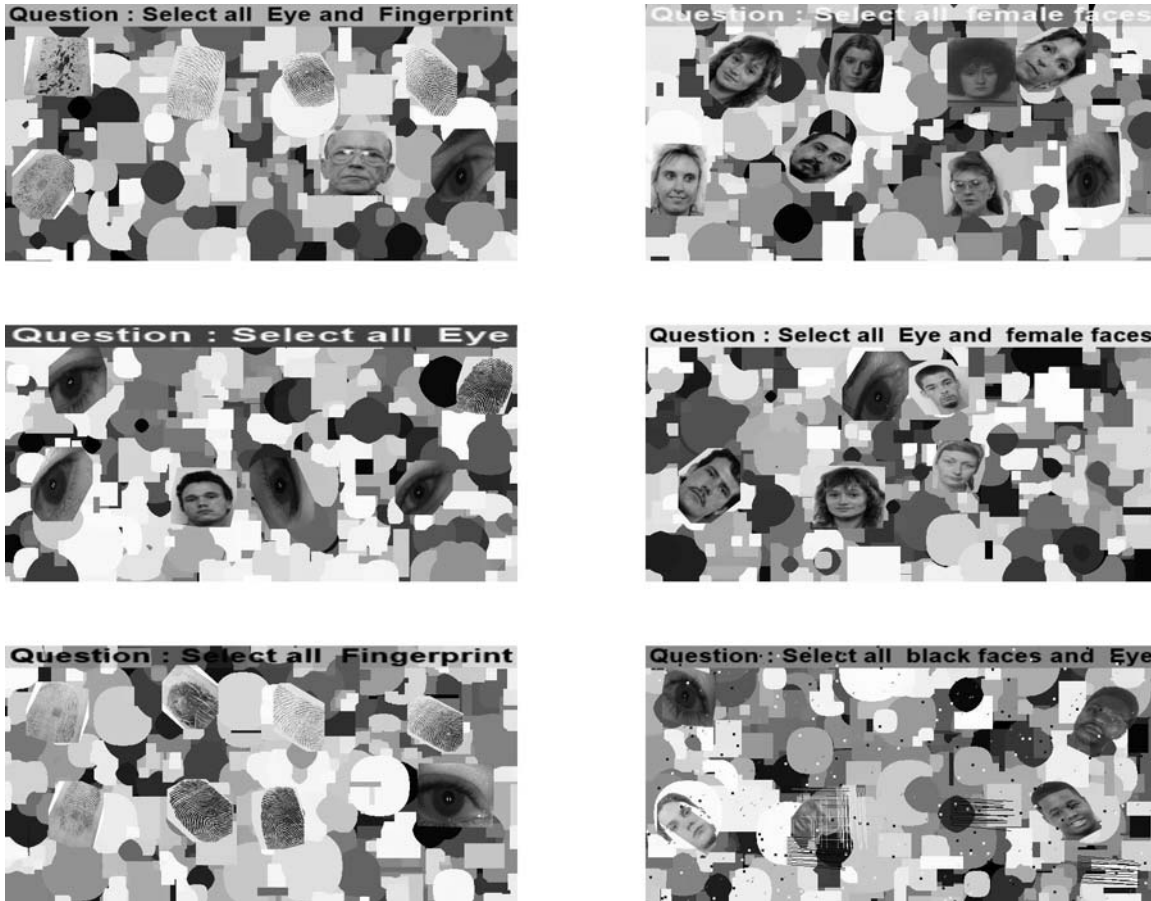 Question : Select all Eye and Fingerprint
Question : Select all female faces
Question : Select all Eye
Question : Select all Eye and female faces
Question : Select all Fingerprint
Question : Select all black faces and Eye